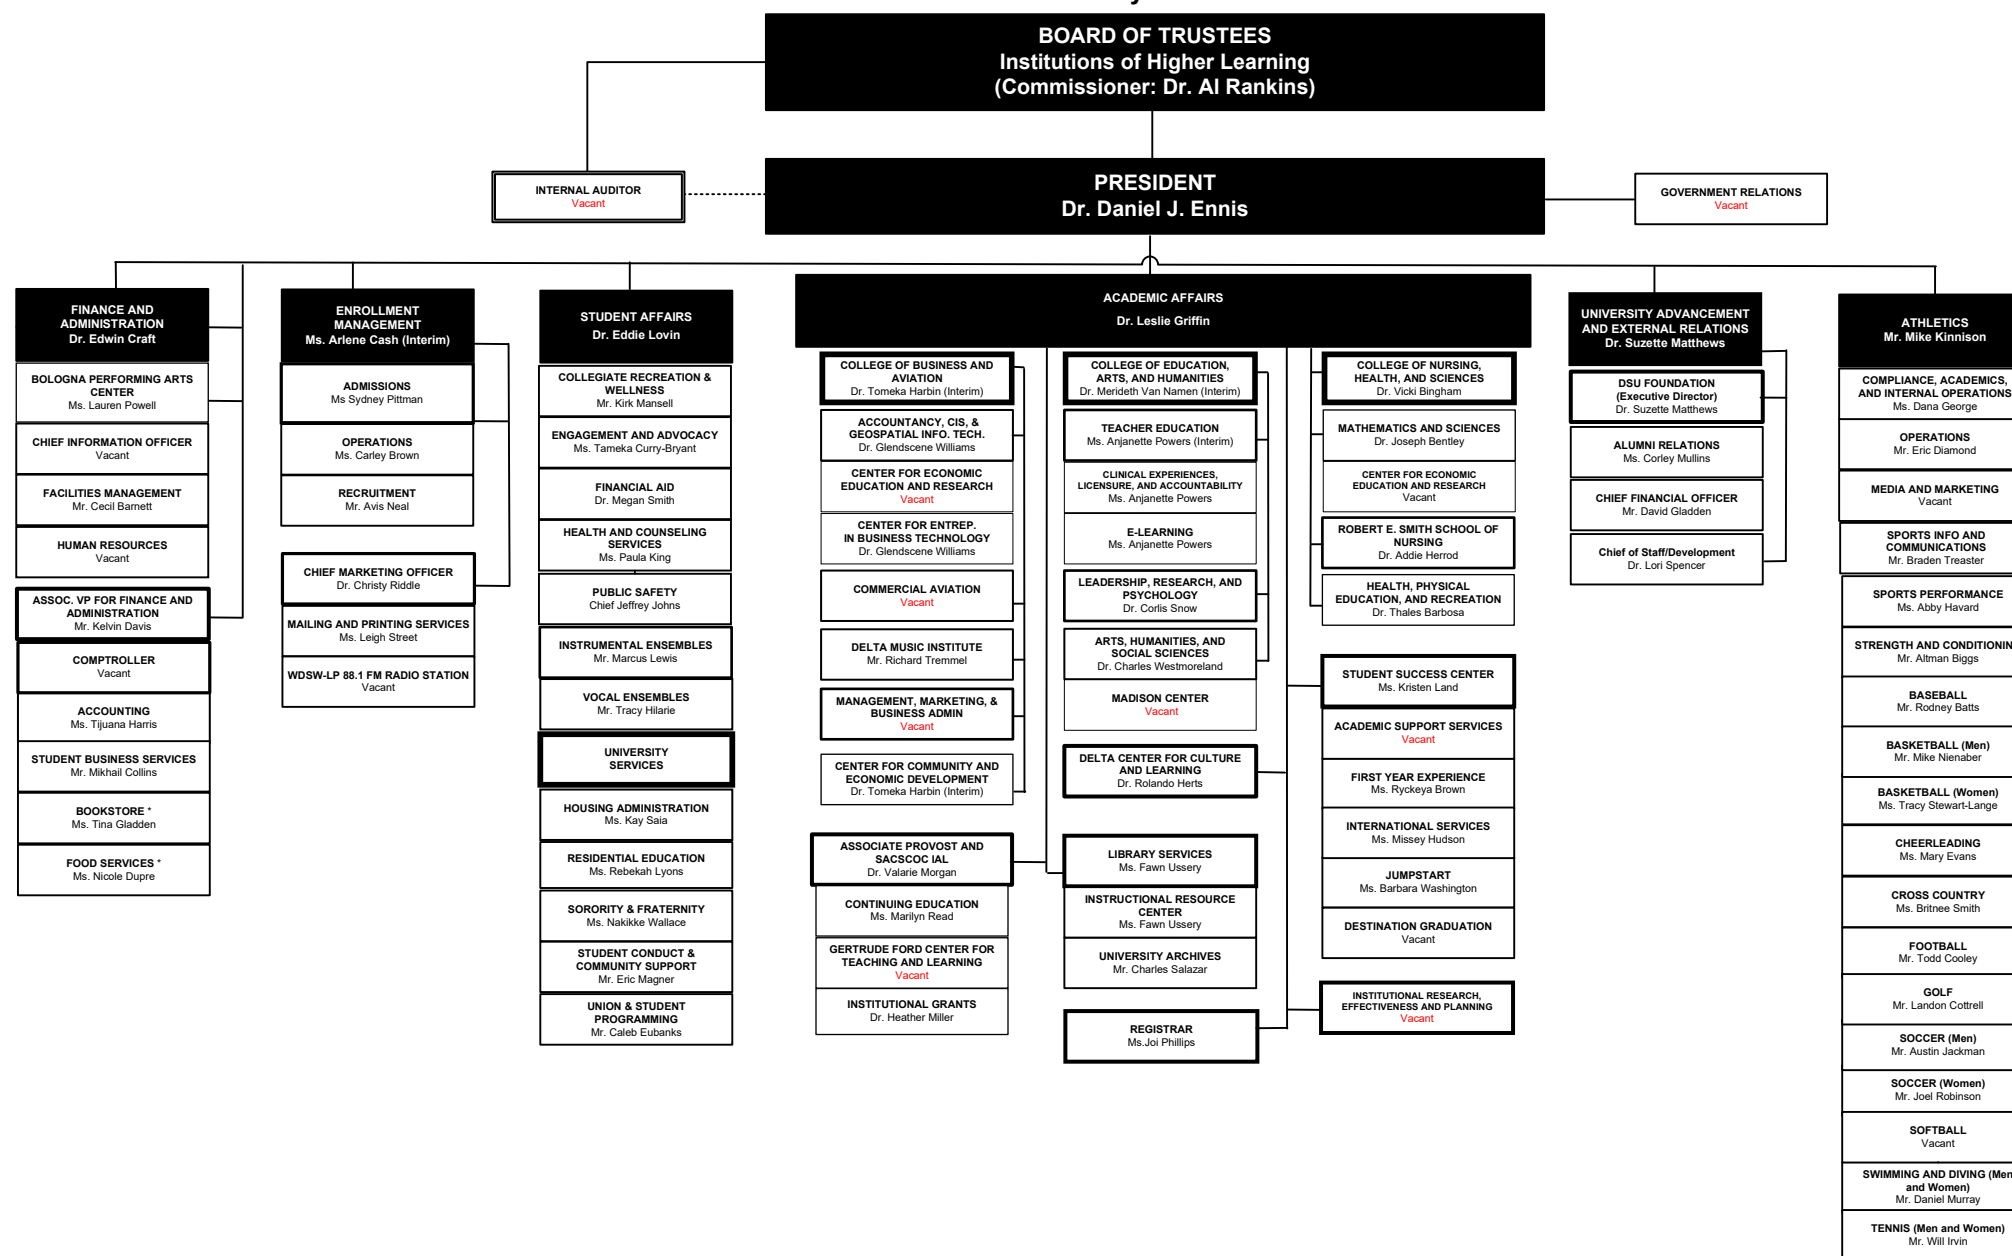 BOARD OF TRUSTEES
Institutions of Higher Learning
(Commissioner: Dr. Al Rankins)
INTERNAL AUDITOR
Vacant
PRESIDENT
Dr. Daniel J. Ennis
GOVERNMENT RELATIONS
Vacant
FINANCE AND
ADMINISTRATION
Dr. Edwin Craft
BOLOGNA PERFORMING ARTS
CENTER
Ms. Lauren Powell
CHIEF INFORMATION OFFICER
Vacant
FACILITIES MANAGEMENT
Mr. Cecil Barnett
HUMAN RESOURCES
Vacant
ASSOC. VP FOR FINANCE AND
ADMINISTRATION
Mr. Kelvin Davis
COMPTROLLER
Vacant
ACCOUNTING
Ms. Tijuana Harris
STUDENT BUSINESS SERVICES
Mr. Mikhail Collins
BOOKSTORE *
Ms. Tina Gladden
FOOD SERVICES *
Ms. Nicole Dupre
ENROLLMENT
MANAGEMENT
Ms. Arlene Cash (Interim)
ADMISSIONS
Ms Sydney Pittman
OPERATIONS
Ms. Carley Brown
RECRUITMENT
Mr. Avis Neal
CHIEF MARKETING OFFICER
Dr. Christy Riddle
MAILING AND PRINTING SERVICES
Ms. Leigh Street
WDSW-LP 88.1 FM RADIO STATION
Vacant
STUDENT AFFAIRS
Dr. Eddie Lovin
COLLEGIATE RECREATION &
WELLNESS
Mr. Kirk Mansell
ENGAGEMENT AND ADVOCACY
Ms. Tameka Curry-Bryant
FINANCIAL AID
Dr. Megan Smith
HEALTH AND COUNSELING
SERVICES
Ms. Paula King
PUBLIC SAFETY
Chief Jeffrey Johns
INSTRUMENTAL ENSEMBLES
Mr. Marcus Lewis
VOCAL ENSEMBLES
Mr. Tracy Hilarie
UNIVERSITY
SERVICES
HOUSING ADMINISTRATION
Ms. Kay Saia
RESIDENTIAL EDUCATION
Ms. Rebekah Lyons
SORORITY & FRATERNITY
Ms. Nakikke Wallace
STUDENT CONDUCT &
COMMUNITY SUPPORT
Mr. Eric Magner
UNION & STUDENT
PROGRAMMING
Mr. Caleb Eubanks
ACADEMIC AFFAIRS
Dr. Leslie Griffin
COLLEGE OF BUSINESS AND
AVIATION
Dr. Tomeka Harbin (Interim)
ACCOUNTANCY, CIS, &
GEOSPATIAL INFO. TECH.
Dr. Glendscene Williams
CENTER FOR ECONOMIC
EDUCATION AND RESEARCH
Vacant
CENTER FOR ENTREP.
IN BUSINESS TECHNOLOGY
Dr. Glendscene Williams
COMMERCIAL AVIATION
Vacant
DELTA MUSIC INSTITUTE
Mr. Richard Tremmel
MANAGEMENT, MARKETING, &
BUSINESS ADMIN
Vacant
CENTER FOR COMMUNITY AND
ECONOMIC DEVELOPMENT
Dr. Tomeka Harbin (Interim)
ASSOCIATE PROVOST AND
SACSCOC IAL
Dr. Valarie Morgan
CONTINUING EDUCATION
Ms. Marilyn Read
GERTRUDE FORD CENTER FOR
TEACHING AND LEARNING
Vacant
INSTITUTIONAL GRANTS
Dr. Heather Miller
COLLEGE OF EDUCATION,
ARTS, AND HUMANITIES
Dr. Merideth Van Namen (Interim)
TEACHER EDUCATION
Ms. Anjanette Powers (Interim)
CLINICAL EXPERIENCES,
LICENSURE, AND ACCOUNTABILITY
Ms. Anjanette Powers
E-LEARNING
Ms. Anjanette Powers
LEADERSHIP, RESEARCH, AND
PSYCHOLOGY
Dr. Corlis Snow
ARTS, HUMANITIES, AND
SOCIAL SCIENCES
Dr. Charles Westmoreland
MADISON CENTER
Vacant
DELTA CENTER FOR CULTURE
AND LEARNING
Dr. Rolando Herts
LIBRARY SERVICES
Ms. Fawn Ussery
INSTRUCTIONAL RESOURCE
CENTER
Ms. Fawn Ussery
UNIVERSITY ARCHIVES
Mr. Charles Salazar
REGISTRAR
Ms.Joi Phillips
COLLEGE OF NURSING,
HEALTH, AND SCIENCES
Dr. Vicki Bingham
MATHEMATICS AND SCIENCES
Dr. Joseph Bentley
CENTER FOR ECONOMIC
EDUCATION AND RESEARCH
Vacant
ROBERT E. SMITH SCHOOL OF
NURSING
Dr. Addie Herrod
HEALTH, PHYSICAL
EDUCATION, AND RECREATION
Dr. Thales Barbosa
STUDENT SUCCESS CENTER
Ms. Kristen Land
ACADEMIC SUPPORT SERVICES
Vacant
FIRST YEAR EXPERIENCE
Ms. Ryckeya Brown
INTERNATIONAL SERVICES
Ms. Missey Hudson
JUMPSTART
Ms. Barbara Washington
DESTINATION GRADUATION
Vacant
INSTITUTIONAL RESEARCH,
EFFECTIVENESS AND PLANNING
Vacant
UNIVERSITY ADVANCEMENT
AND EXTERNAL RELATIONS
Dr. Suzette Matthews
DSU FOUNDATION
(Executive Director)
Dr. Suzette Matthews
ALUMNI RELATIONS
Ms. Corley Mullins
CHIEF FINANCIAL OFFICER
Mr. David Gladden
Chief of Staff/Development
Dr. Lori Spencer
ATHLETICS
Mr. Mike Kinnison
COMPLIANCE, ACADEMICS,
AND INTERNAL OPERATIONS
Ms. Dana George
OPERATIONS
Mr. Eric Diamond
MEDIA AND MARKETING
Vacant
SPORTS INFO AND
COMMUNICATIONS
Mr. Braden Treaster
SPORTS PERFORMANCE
Ms. Abby Havard
STRENGTH AND CONDITIONIN
Mr. Altman Biggs
BASEBALL
Mr. Rodney Batts
BASKETBALL (Men)
Mr. Mike Nienaber
BASKETBALL (Women)
Ms. Tracy Stewart-Lange
CHEERLEADING
Ms. Mary Evans
CROSS COUNTRY
Ms. Britnee Smith
FOOTBALL
Mr. Todd Cooley
GOLF
Mr. Landon Cottrell
SOCCER (Men)
Mr. Austin Jackman
SOCCER (Women)
Mr. Joel Robinson
SOFTBALL
Vacant
SWIMMING AND DIVING (Men
and Women)
Mr. Daniel Murray
TENNIS (Men and Women)
Mr. Will Irvin